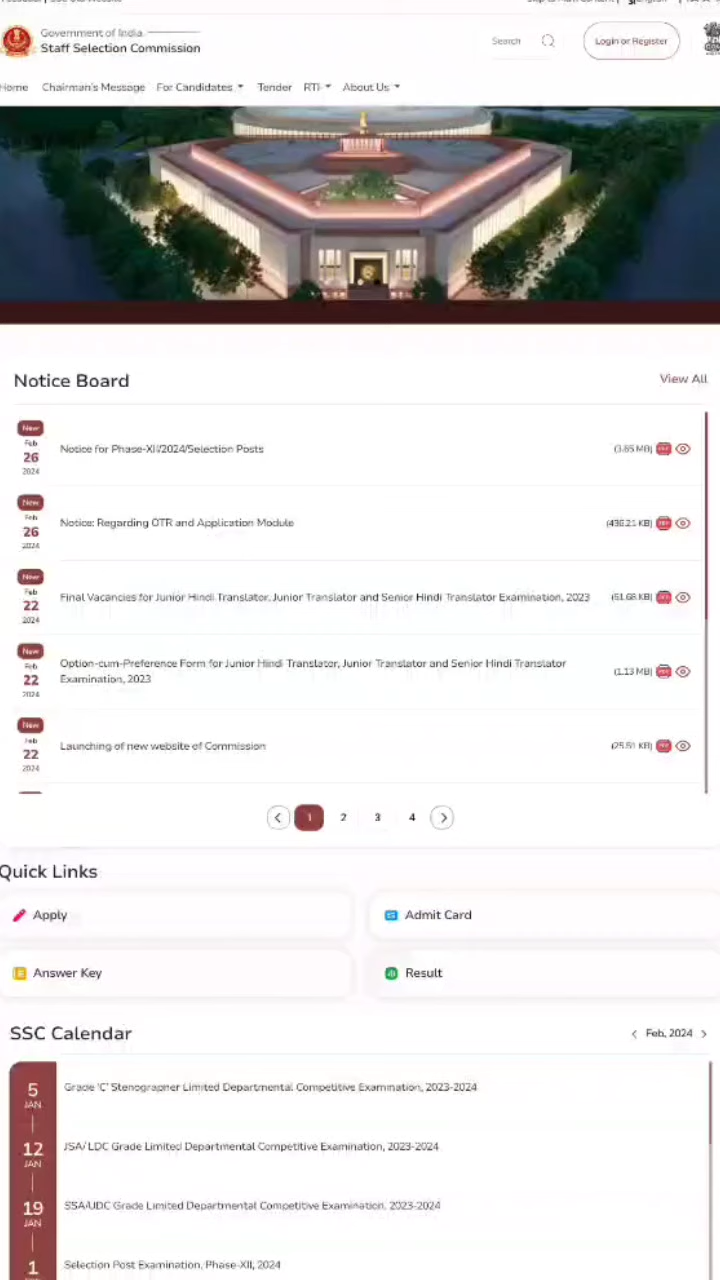 Government of India
Staff Selection Commission
Search
Login or Register
Home
Chairman's Message
For Candidates
Tender
RTI
About Us
Notice Board
View All
New
Feb
26
2024
Notice for Phase-XII/2024/Selection Posts
(3.85 MB)
New
Feb
26
2024
Notice: Regarding OTR and Application Module
(436.21 KB)
New
Feb
22
2024
Final Vacancies for Junior Hindi Translator, Junior Translator and Senior Hindi Translator Examination, 2023
(51.68 KB)
New
Feb
22
2024
Option-cum-Preference Form for Junior Hindi Translator, Junior Translator and Senior Hindi Translator
Examination, 2023
(1.13 MB)
New
Feb
22
2024
Launching of new website of Commission
1
2
3
4
Quick Links
Apply
Admit Card
Answer Key
Result
SSC Calendar
Feb, 2024
5
JAN
Grade 'C' Stenographer Limited Departmental Competitive Examination, 2023-2024
12
JAN
JSA/ LDC Grade Limited Departmental Competitive Examination, 2023-2024
19
JAN
SSA/UDC Grade Limited Departmental Competitive Examination, 2023-2024
1
Selection Post Examination, Phase-XII, 2024